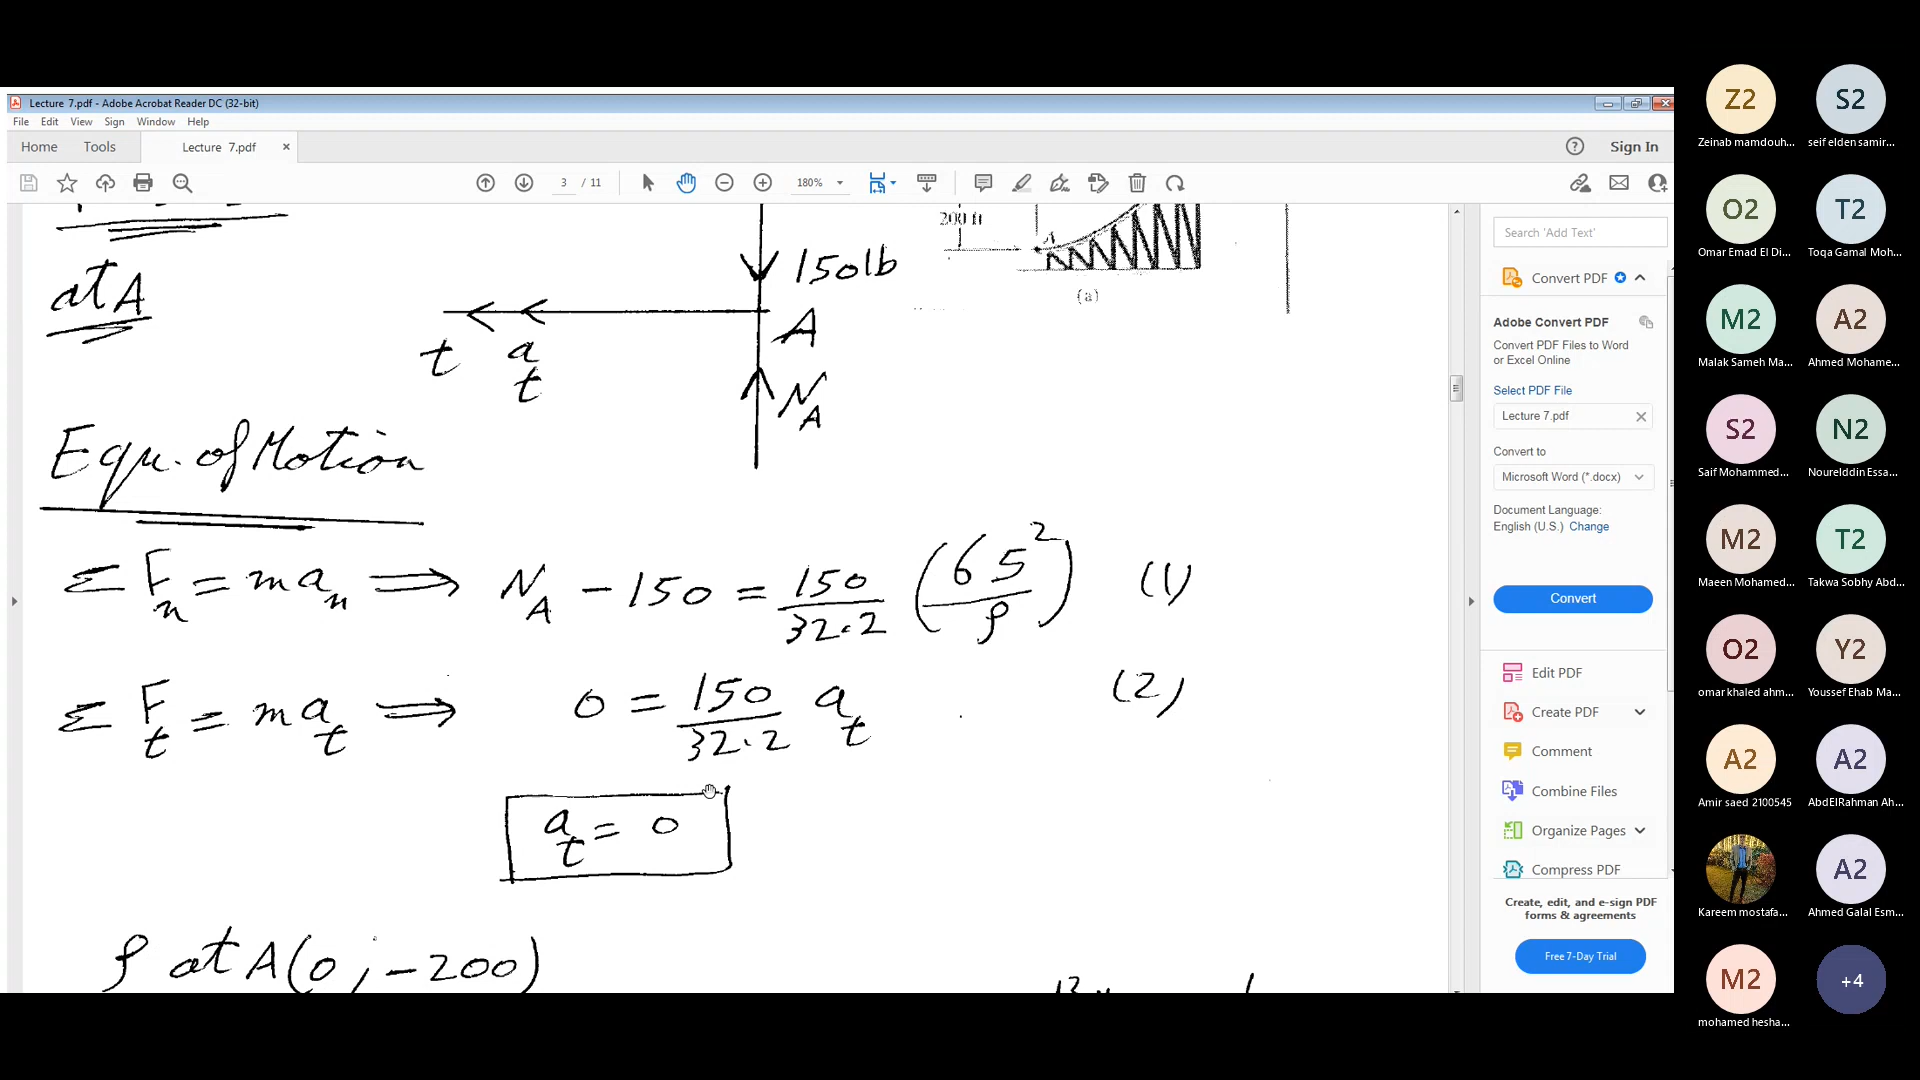 Lecture 7.pdf - Adobe Acrobat Reader DC (32-bit)
File Edit View Sign Window Help
Home Tools Lecture 7.pdf × Sign In
3 / 11 180%
at A
150lb
A
t a_t
N_A
200 ft
A
(a)
Equ. of Motion
Σ F_n = m a_n ⟹ N_A - 150 = 150/32.2 (65²/ρ) (1)
Σ F_t = m a_t ⟹ 0 = 150/32.2 a_t (2)
a_t = 0
ρ at A(0, -200)
Search 'Add Text'
Convert PDF
Adobe Convert PDF
Convert PDF Files to Word
or Excel Online
Select PDF File
Lecture 7.pdf
Convert to
Microsoft Word (*.docx)
Document Language:
English (U.S.) Change
Convert
Edit PDF
Create PDF
Comment
Combine Files
Organize Pages
Compress PDF
Create, edit, and e-sign PDF
forms & agreements
Free 7-Day Trial
Z2 S2
Zeinab mamdouh... seif elden samir...
O2 T2
Omar Emad El Di... Toqa Gamal Moh...
M2 A2
Malak Sameh Ma... Ahmed Mohame...
S2 N2
Saif Mohammed... Nourelddin Essa...
M2 T2
Maeen Mohamed... Takwa Sobhy Abd...
O2 Y2
omar khaled ahm... Youssef Ehab Ma...
A2 A2
Amir saed 2100545 AbdElRahman Ah...
A2
Kareem mostafa... Ahmed Galal Esm...
M2 +4
mohamed hesha...